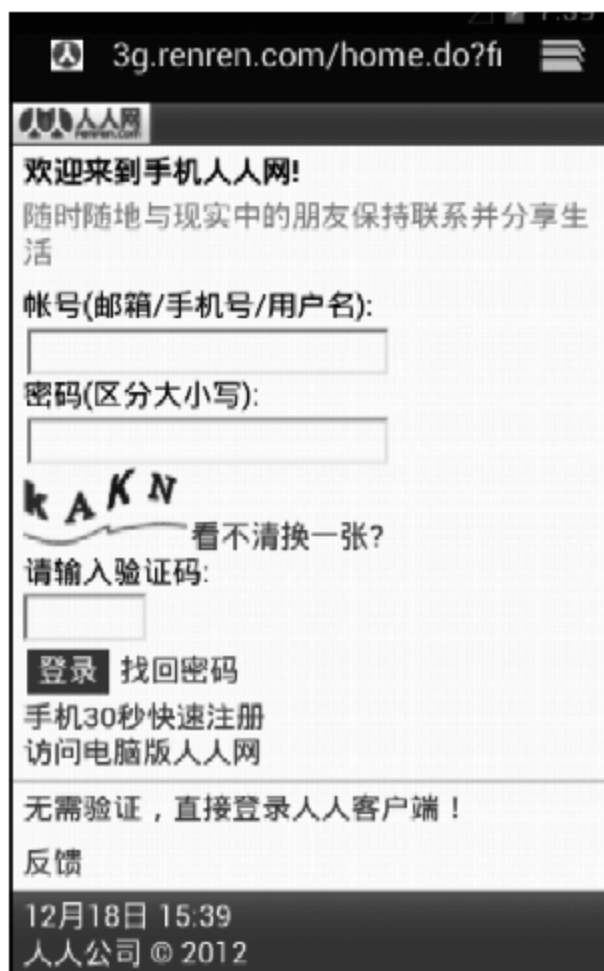 3g.renren.com/home.do?fi
人人网
renren.com
欢迎来到手机人人网!
随时随地与现实中的朋友保持联系并分享生
活
帐号(邮箱/手机号/用户名):
密码(区分大小写):
k A K N
看不清换一张?
请输入验证码:
登录 找回密码
手机30秒快速注册
访问电脑版人人网
无需验证，直接登录人人客户端！
反馈
12月18日 15:39
人人公司 © 2012